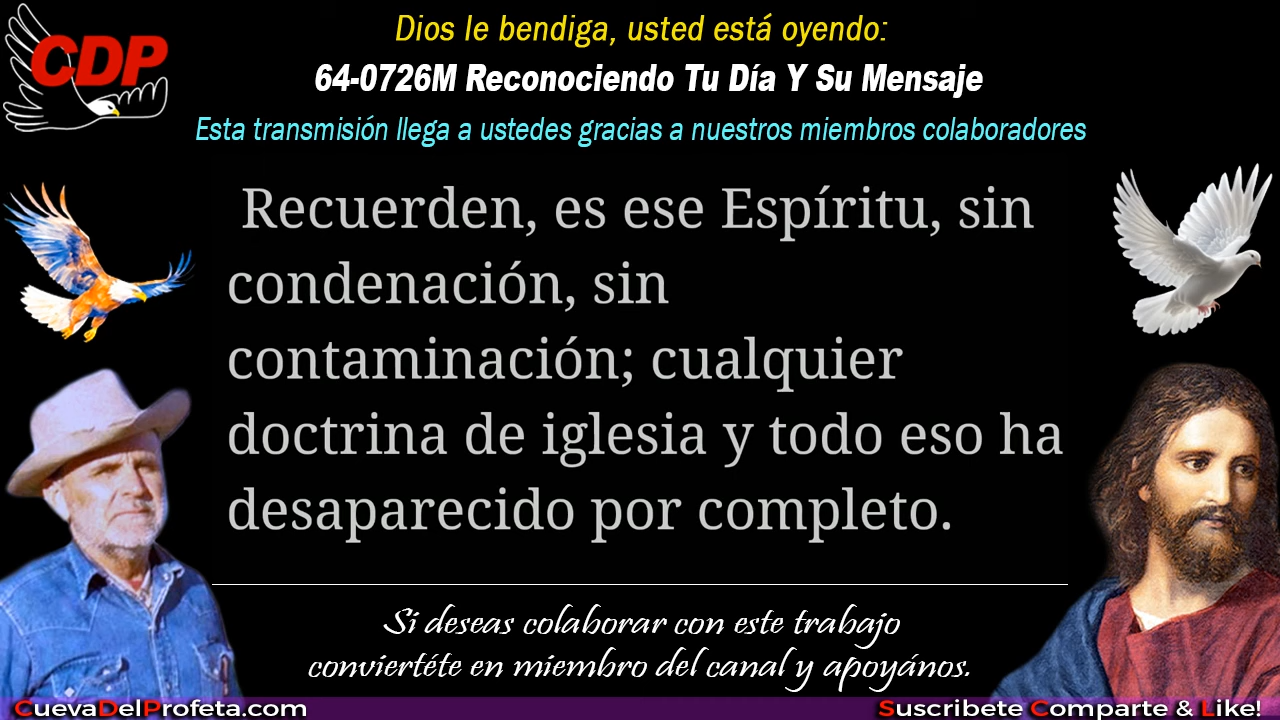 CDP
Dios le bendiga, usted está oyendo:
64-0726M Reconociendo Tu Día Y Su Mensaje
Esta transmisión llega a ustedes gracias a nuestros miembros colaboradores
Recuerden, es ese Espíritu, sin
condenación, sin
contaminación; cualquier
doctrina de iglesia y todo eso ha
desaparecido por completo.
Si deseas colaborar con este trabajo
conviertéte en miembro del canal y apoyános.
CuevaDelProfeta.com
Suscribete Comparte & Like!